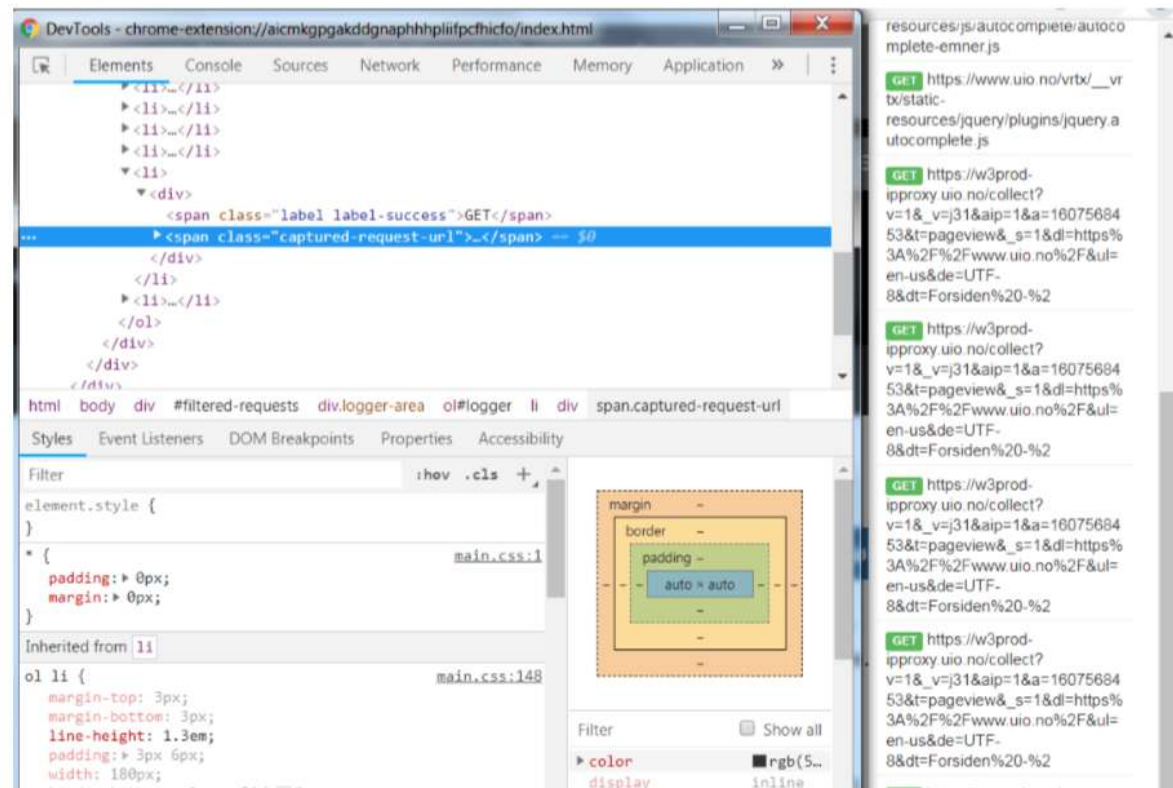 DevTools - chrome-extension://aicmkgpgakddgnaphhhpliifpcfhicfo/index.html
Elements Console Sources Network Performance Memory Application »
<li>…</li>
<li>…</li>
<li>…</li>
<li>…</li>
<li>
<div>
<span class="label label-success">GET</span>
… <span class="captured-request-url">…</span> == $0
</div>
</li>
<li>…</li>
</ol>
</div>
</div>
</div>
html body div #filtered-requests div.logger-area ol#logger li div span.captured-request-url
Styles Event Listeners DOM Breakpoints Properties Accessibility
Filter :hov .cls +
element.style {
}
* { main.css:1
padding: 0px;
margin: 0px;
}
Inherited from li
ol li { main.css:148
margin-top: 3px;
margin-bottom: 3px;
line-height: 1.3em;
padding: 3px 6px;
width: 180px;
margin -
border -
padding -
- - - auto × auto - - -
-
-
-
Filter Show all
color rgb(5…
display inline
resources/js/autocomplete/autoco
mplete-emner.js
GET https://www.uio.no/vrtx/__vr
tx/static-
resources/jquery/plugins/jquery.a
utocomplete.js
GET https://w3prod-
ipproxy.uio.no/collect?
v=1&_v=j31&aip=1&a=16075684
53&t=pageview&_s=1&dl=https%
3A%2F%2Fwww.uio.no%2F&ul=
en-us&de=UTF-
8&dt=Forsiden%20-%2
GET https://w3prod-
ipproxy.uio.no/collect?
v=1&_v=j31&aip=1&a=16075684
53&t=pageview&_s=1&dl=https%
3A%2F%2Fwww.uio.no%2F&ul=
en-us&de=UTF-
8&dt=Forsiden%20-%2
GET https://w3prod-
ipproxy.uio.no/collect?
v=1&_v=j31&aip=1&a=16075684
53&t=pageview&_s=1&dl=https%
3A%2F%2Fwww.uio.no%2F&ul=
en-us&de=UTF-
8&dt=Forsiden%20-%2
GET https://w3prod-
ipproxy.uio.no/collect?
v=1&_v=j31&aip=1&a=16075684
53&t=pageview&_s=1&dl=https%
3A%2F%2Fwww.uio.no%2F&ul=
en-us&de=UTF-
8&dt=Forsiden%20-%2